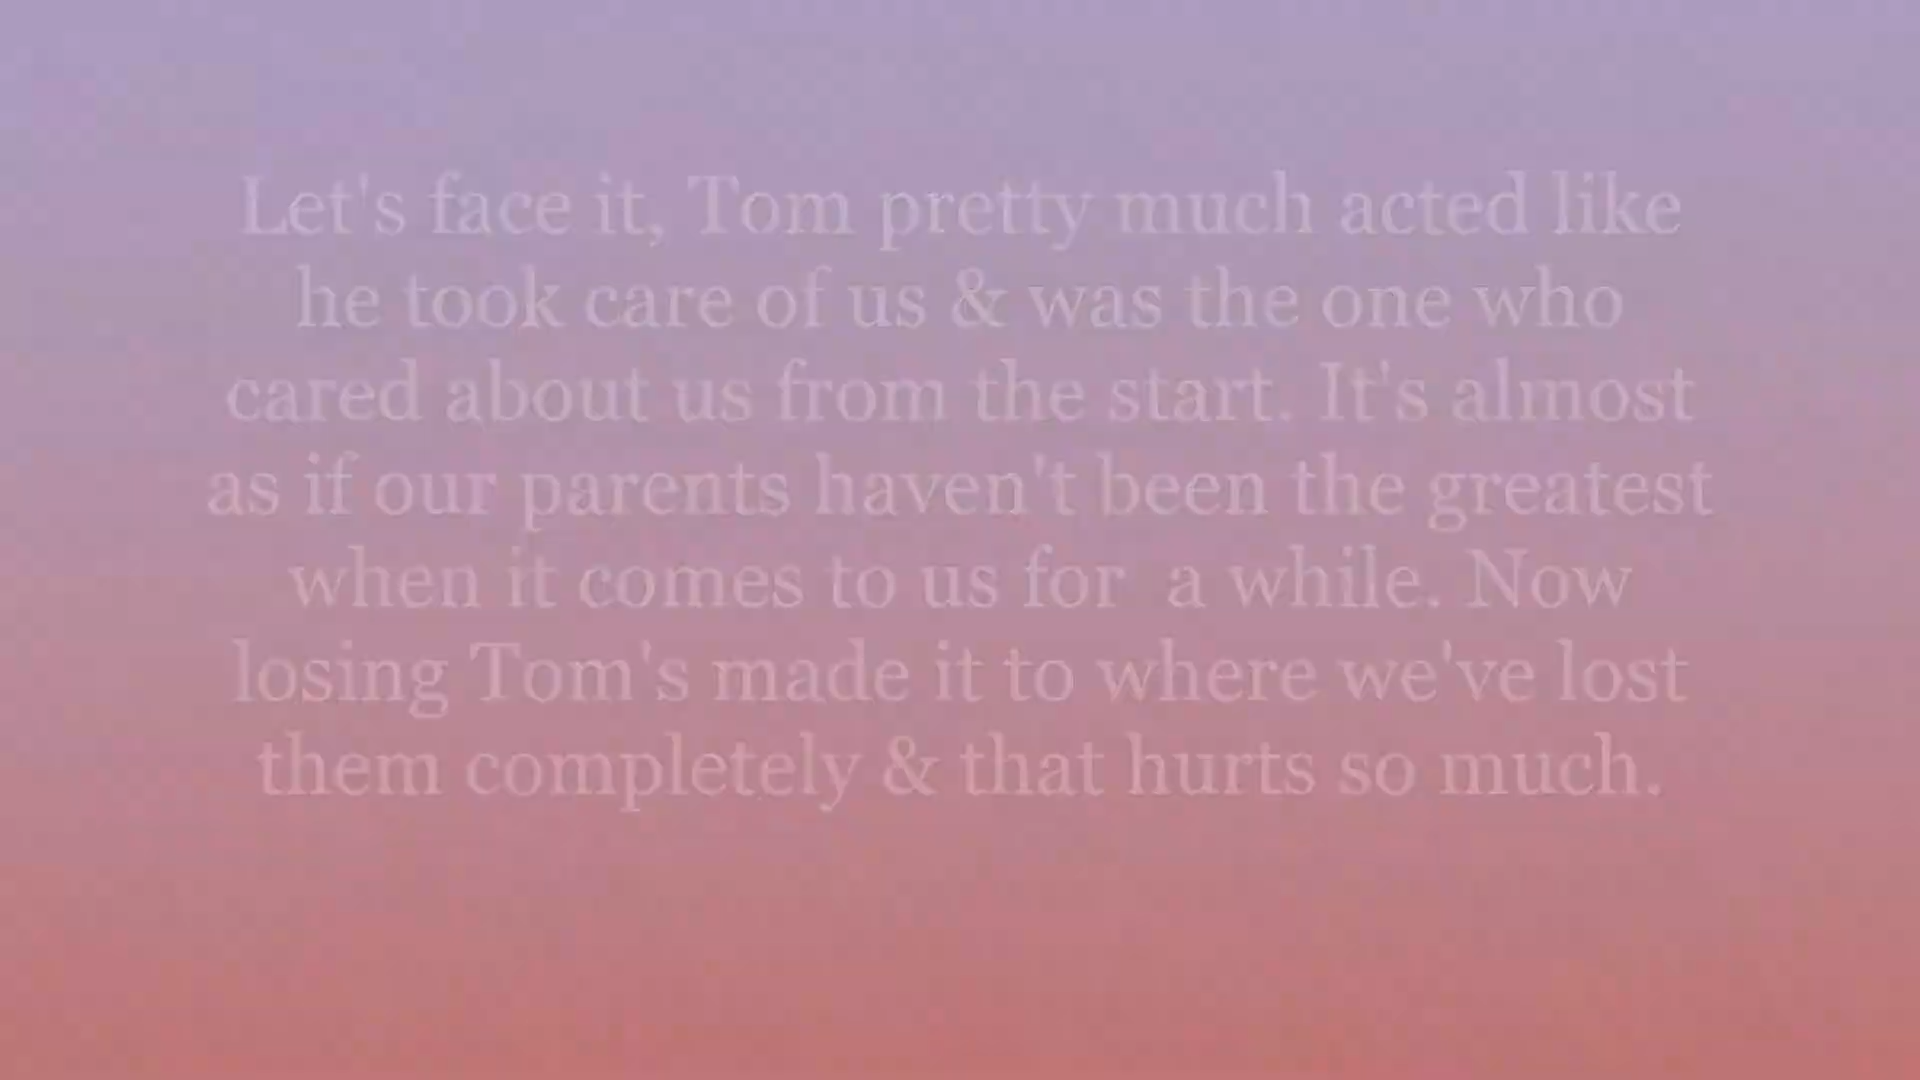 Let's face it, Tom pretty much acted like
he took care of us & was the one who
cared about us from the start. It's almost
as if our parents haven't been the greatest
when it comes to us for  a while. Now
losing Tom's made it to where we've lost
them completely & that hurts so much.